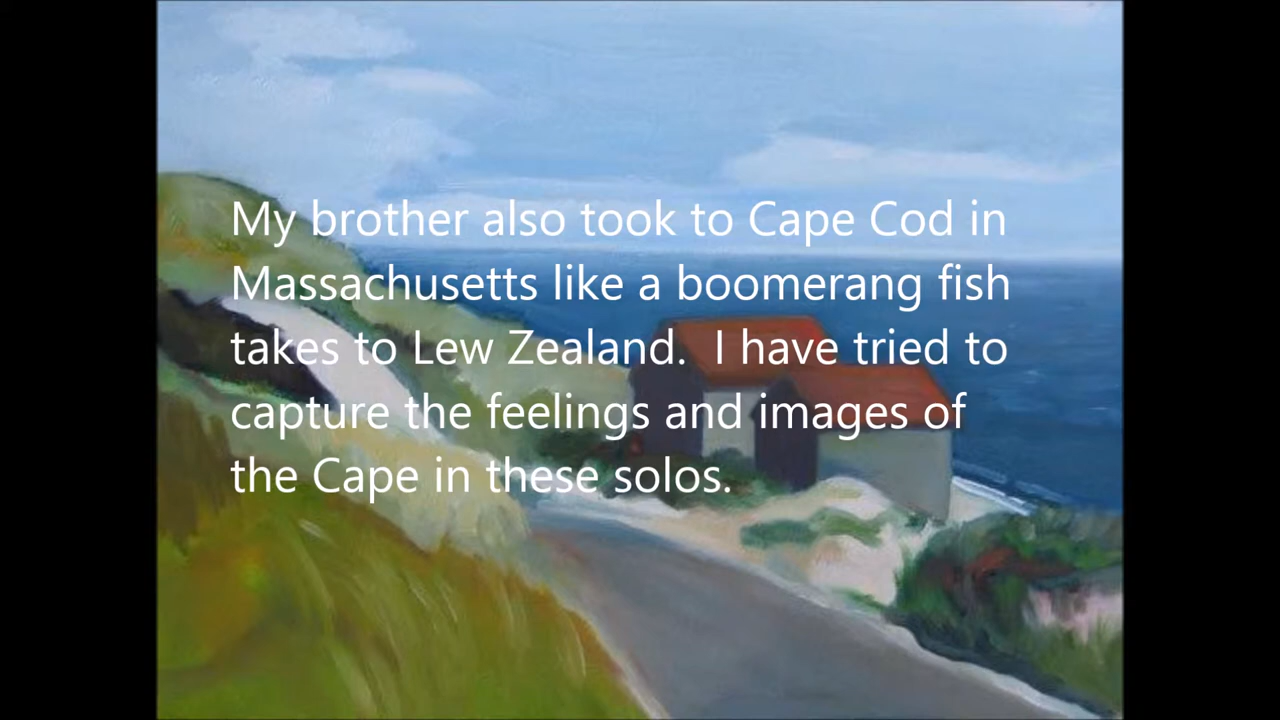 My brother also took to Cape Cod in
Massachusetts like a boomerang fish
takes to Lew Zealand.  I have tried to
capture the feelings and images of
the Cape in these solos.